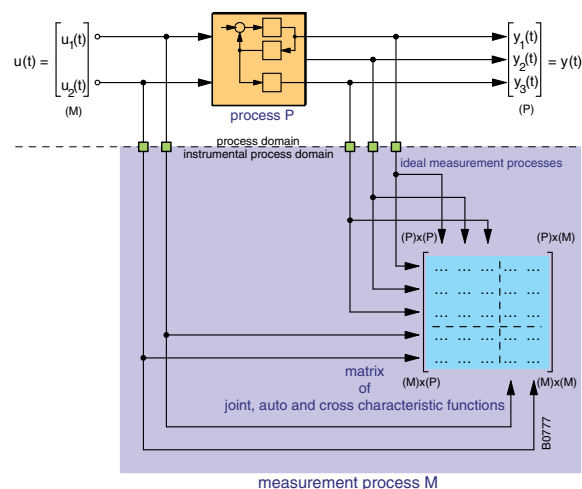 u(t) =
u1(t)
u2(t)
(M)
process P
y1(t)
y2(t)
y3(t)
= y(t)
(P)
process domain
instrumental process domain
ideal measurement processes
(P)x(P)
(P)x(M)
... ... ... ... ...
... ... ... ... ...
... ... ... ... ...
... ... ... ... ...
... ... ... ... ...
(M)x(P)
(M)x(M)
matrix
of
joint, auto and cross characteristic functions
B0777
measurement process M